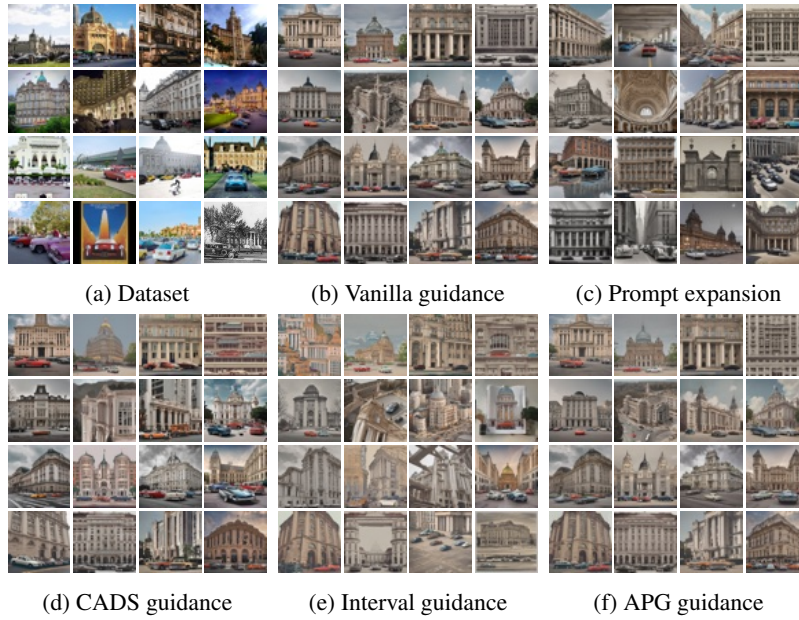 (a) Dataset
(b) Vanilla guidance
(c) Prompt expansion
(d) CADS guidance
(e) Interval guidance
(f) APG guidance